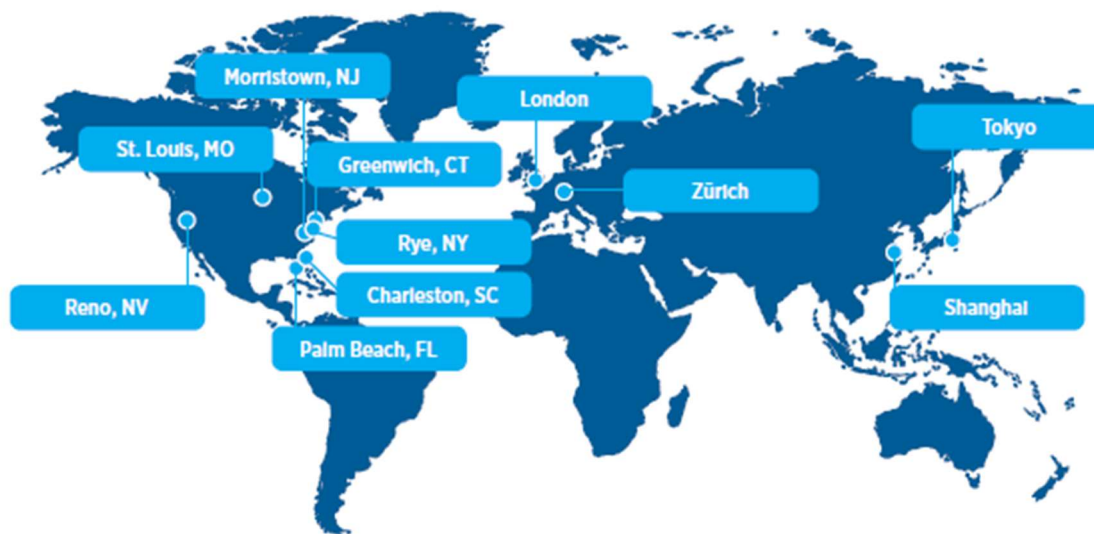 Morristown, NJ
London
Tokyo
St. Louis, MO
Greenwich, CT
Zürich
Rye, NY
Reno, NV
Charleston, SC
Shanghai
Palm Beach, FL